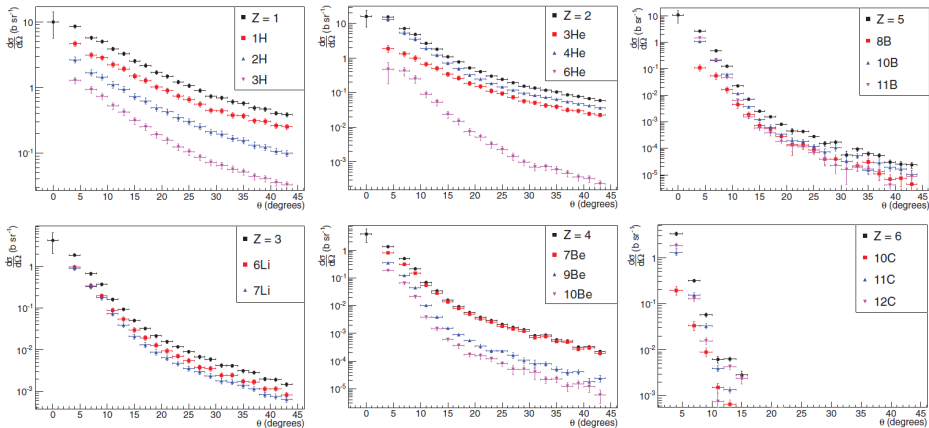 dσ/dΩ (b sr⁻¹)
Z = 1
1H
2H
3H
10
1
10⁻¹
0 5 10 15 20 25 30 35 40 45
θ (degrees)
dσ/dΩ (b sr⁻¹)
Z = 2
3He
4He
6He
10
1
10⁻¹
10⁻²
10⁻³
0 5 10 15 20 25 30 35 40 45
θ (degrees)
dσ/dΩ (b sr⁻¹)
Z = 5
8B
10B
11B
10
1
10⁻¹
10⁻²
10⁻³
10⁻⁴
10⁻⁵
0 5 10 15 20 25 30 35 40 45
θ (degrees)
dσ/dΩ (b sr⁻¹)
Z = 3
6Li
7Li
1
10⁻¹
10⁻²
10⁻³
0 5 10 15 20 25 30 35 40 45
θ (degrees)
dσ/dΩ (b sr⁻¹)
Z = 4
7Be
9Be
10Be
1
10⁻¹
10⁻²
10⁻³
10⁻⁴
10⁻⁵
0 5 10 15 20 25 30 35 40 45
θ (degrees)
dσ/dΩ (b sr⁻¹)
Z = 6
10C
11C
12C
1
10⁻¹
10⁻²
10⁻³
5 10 15 20 25 30 35 40 45
θ (degrees)